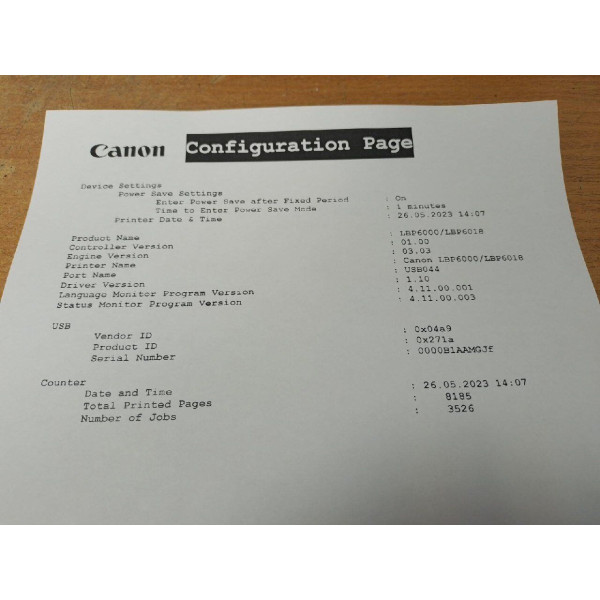 Canon Configuration Page
Device Settings
Power Save Settings
Enter Power Save after Fixed Period : On
Time to Enter Power Save Mode : 1 minutes
Printer Date & Time : 26.05.2023 14:07
Product Name : LBP6000/LBP6018
Controller Version : 01.00
Engine Version : 03.03
Printer Name : Canon LBP6000/LBP6018
Port Name : USB044
Driver Version : 1.10
Language Monitor Program Version : 4.11.00.001
Status Monitor Program Version : 4.11.00.003
USB
Vendor ID : 0x04a9
Product ID : 0x271a
Serial Number : 0000B1AAMGJf
Counter
Date and Time : 26.05.2023 14:07
Total Printed Pages : 8185
Number of Jobs : 3526